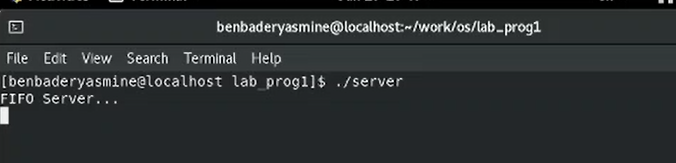 benbaderyasmine@localhost:~/work/os/lab_prog1
File Edit View Search Terminal Help
[benbaderyasmine@localhost lab_prog1]$ ./server
FIFO Server...